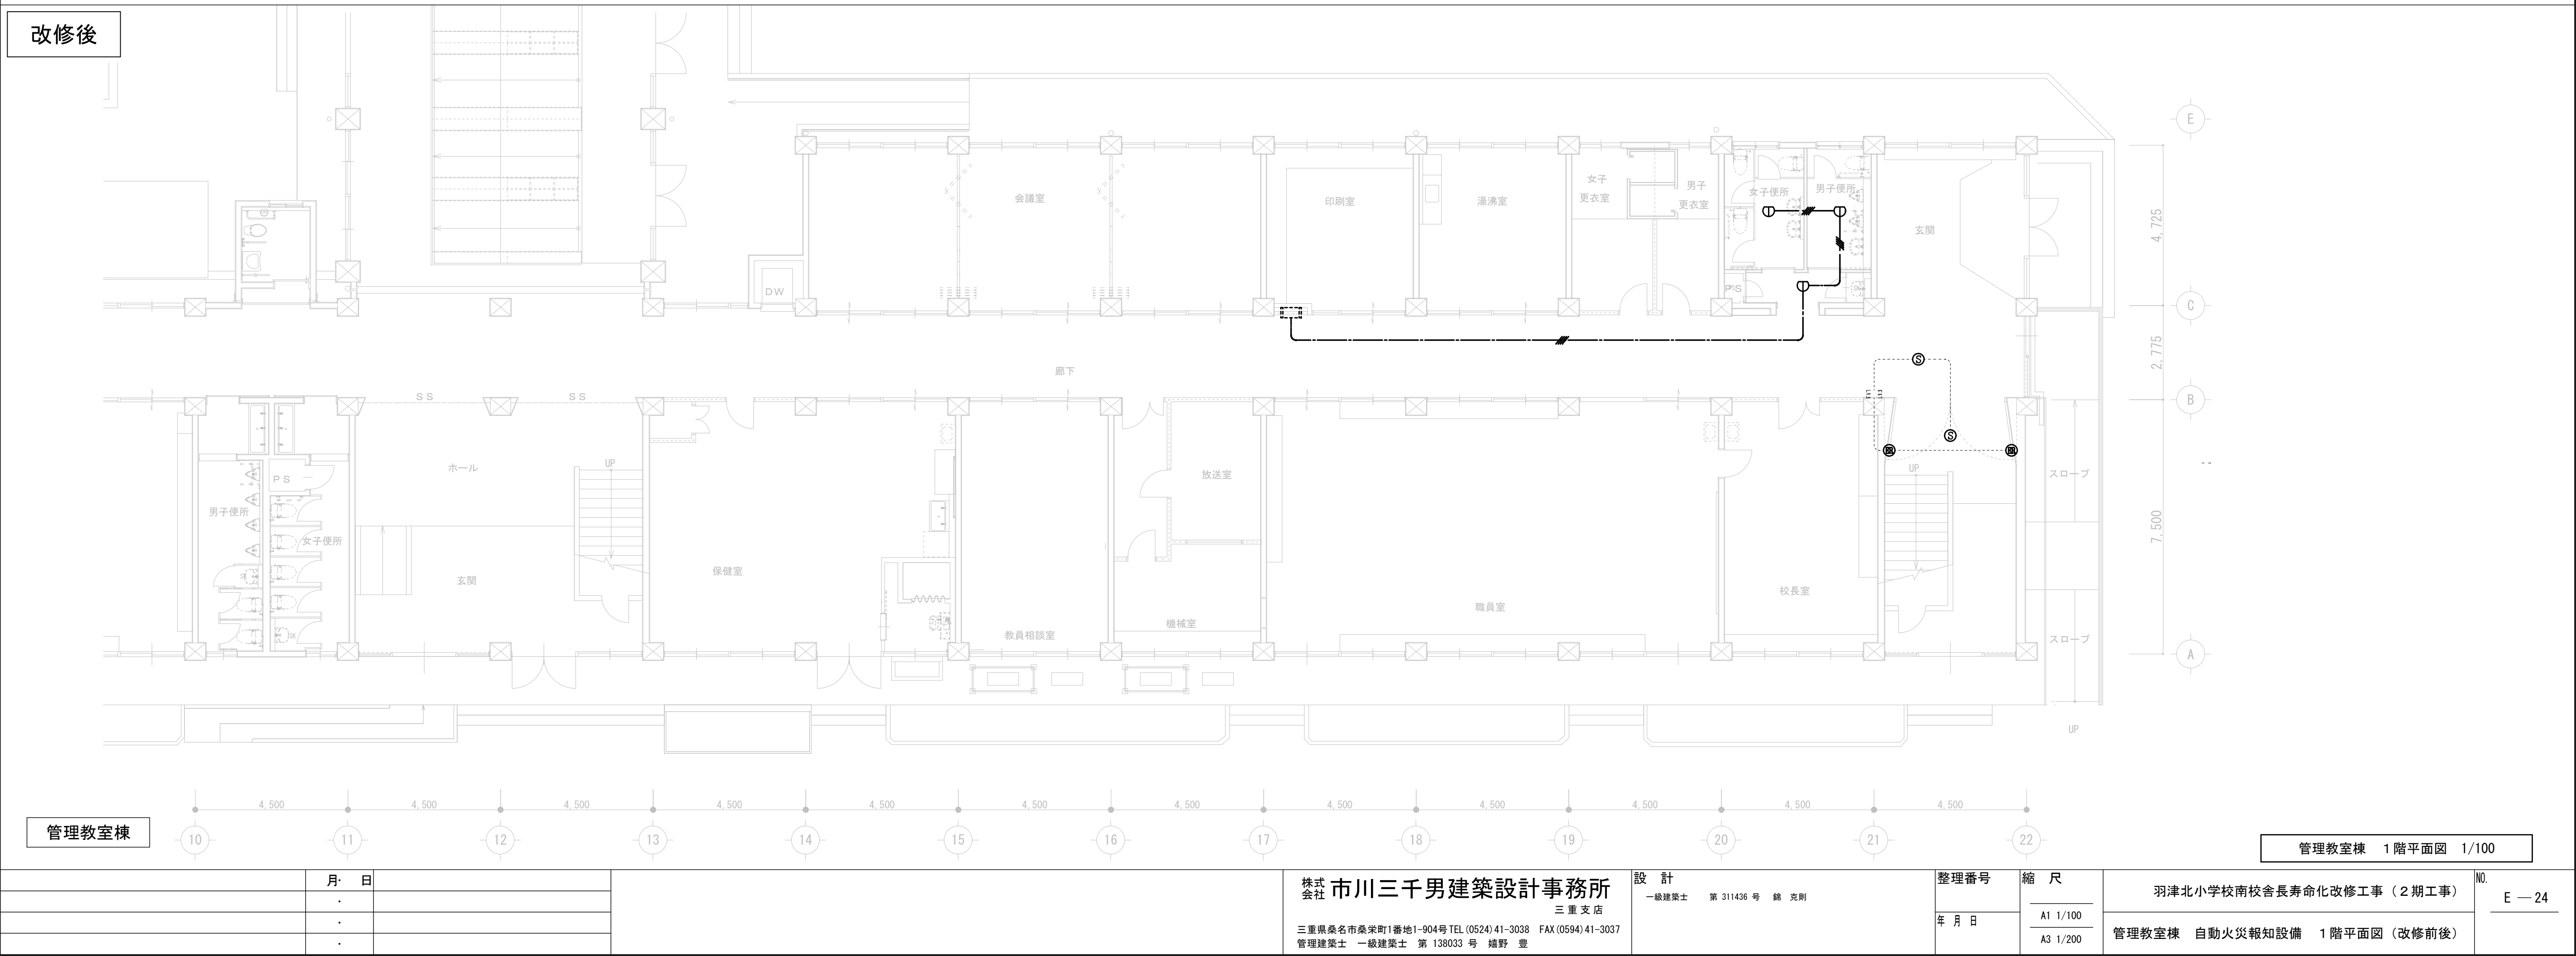 改修後
E
会議室
印刷室
湯沸室
女子
更衣室
男子
更衣室
女子便所
男子便所
玄関
4,725
DW
PS
SK
C
2,775
廊下
S
SS
SS
B
S
ホール
UP
PS
放送室
UP
スロープ
男子便所
女子便所
7,500
SK
玄関
保健室
校長室
職員室
機械室
教員相談室
SK
スロープ
A
UP
4,500 4,500 4,500 4,500 4,500 4,500 4,500 4,500 4,500 4,500 4,500 4,500
管理教室棟
10 11 12 13 14 15 16 17 18 19 20 21 22
管理教室棟 1階平面図 1/100
月・ 日
・
・
・
株式会社 市川三千男建築設計事務所
三重支店
三重県桑名市桑栄町1番地1-904号 TEL(0524)41-3038 FAX(0594)41-3037
管理建築士 一級建築士 第 138033 号 嬉野 豊
設 計
一級建築士 第 311436 号 錦 克則
整理番号
年 月 日
縮 尺
A1 1/100
A3 1/200
羽津北小学校南校舎長寿命化改修工事（２期工事）
管理教室棟 自動火災報知設備 １階平面図（改修前後）
NO.
E ―24